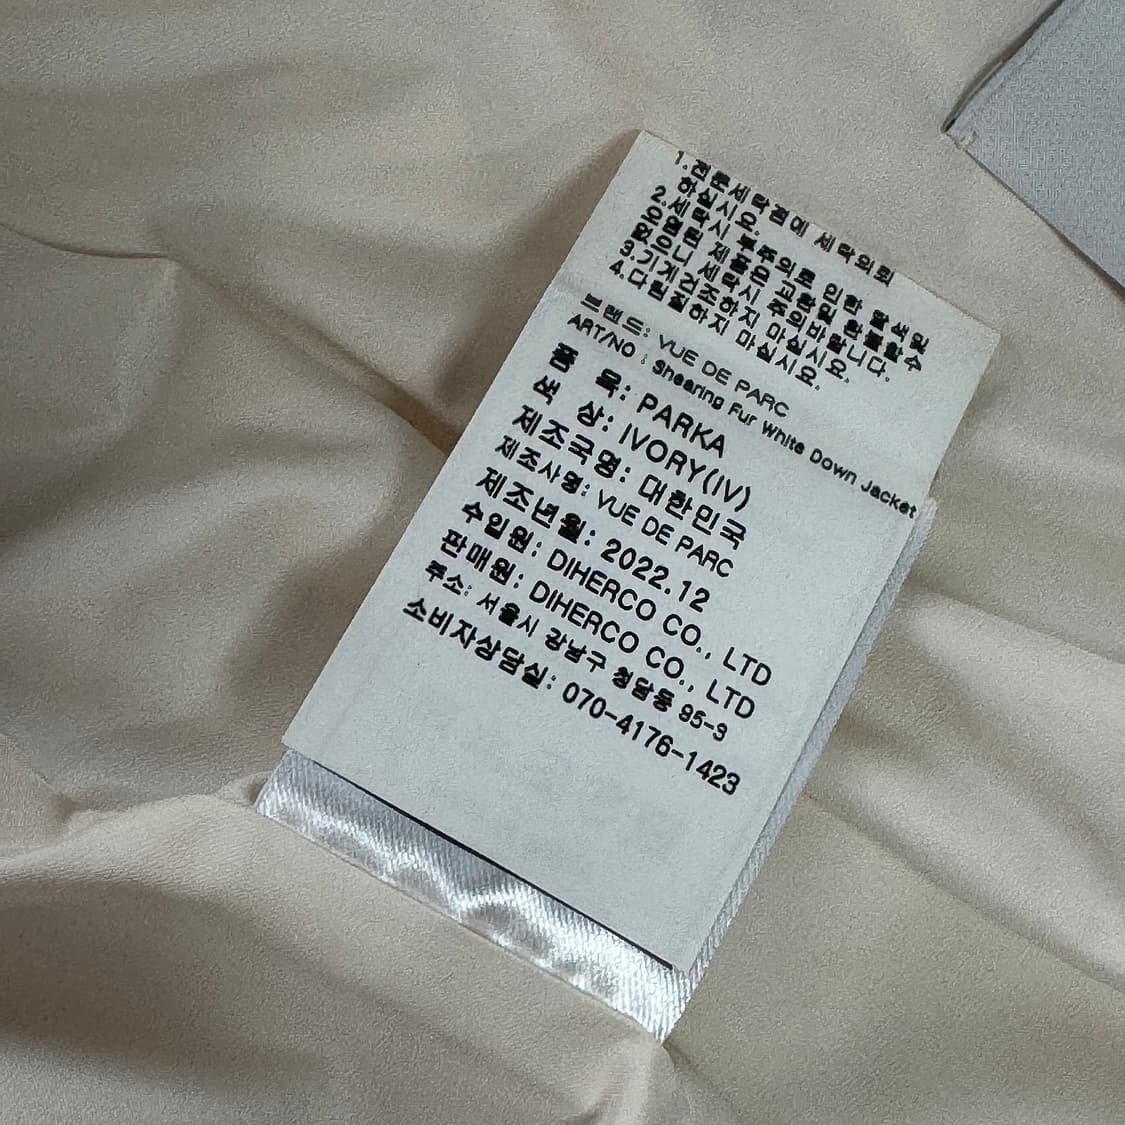 1.전문세탁점에 세탁의뢰
하십시요.
2.세탁시 부주의로 인한 탈색및
오염된 제품은 교환및 환불할수
없으니 세탁시 주의바랍니다.
3.기계건조하지 마십시요.
4.다림질하지 마십시요.
브랜드: VUE DE PARC
ART/NO : Shearing Fur White Down Jacket
품 목: PARKA
색 상: IVORY(IV)
제조국명: 대한민국
제조사명: VUE DE PARC
제조년월: 2022.12
수입원: DIHERCO CO., LTD
판매원: DIHERCO CO., LTD
주소: 서울시 강남구 청담동 95-3
소비자상담실: 070-4176-1423